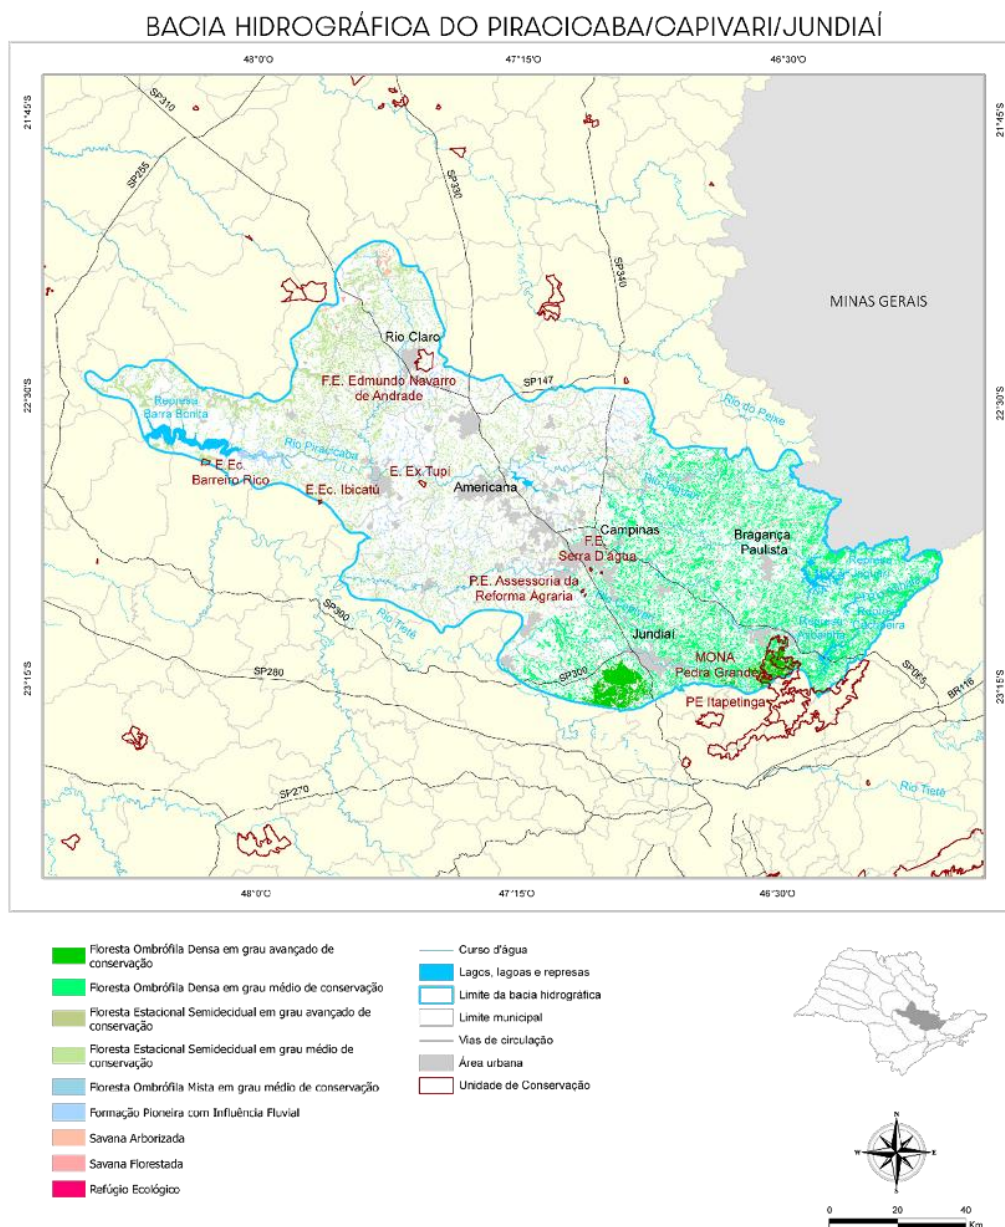 BACIA HIDROGRÁFICA DO PIRACICABA/CAPIVARI/JUNDIAÍ
48°0'O
47°15'O
46°30'O
21°45'S
21°45'S
SP310
SP255
SP330
SP340
MINAS GERAIS
Rio Claro
F.E. Edmundo Navarro
de Andrade
SP147
22°30'S
22°30'S
Represa
Barra Bonita
Rio do Peixe
Rio Piracicaba
E.Ec.
Barreiro Rico
E. Ex Tupi
E.Ec. Ibicatú
Americana
Rio Jaguari
Campinas
Bragança
Paulista
F.E.
Serra D'água
P.E. Assessoria da
Reforma Agraria
Represa
Represa
Cachoeira
Represa
SP300
Rio Tietê
Jundiaí
MONA
Pedra Grande
SP300
SP280
SP065
BR116
PE Itapetinga
23°15'S
23°15'S
SP270
Rio Tietê
48°0'O
47°15'O
46°30'O
Floresta Ombrófila Densa em grau avançado de
conservação
Floresta Ombrófila Densa em grau médio de conservação
Floresta Estacional Semidecidual em grau avançado de
conservação
Floresta Estacional Semidecidual em grau médio de
conservação
Floresta Ombrófila Mista em grau médio de conservação
Formação Pioneira com Influência Fluvial
Savana Arborizada
Savana Florestada
Refúgio Ecológico
Curso d'água
Lagos, lagoas e represas
Limite da bacia hidrográfica
Limite municipal
Vias de circulação
Área urbana
Unidade de Conservação
N
W
E
S
0
20
40
Km